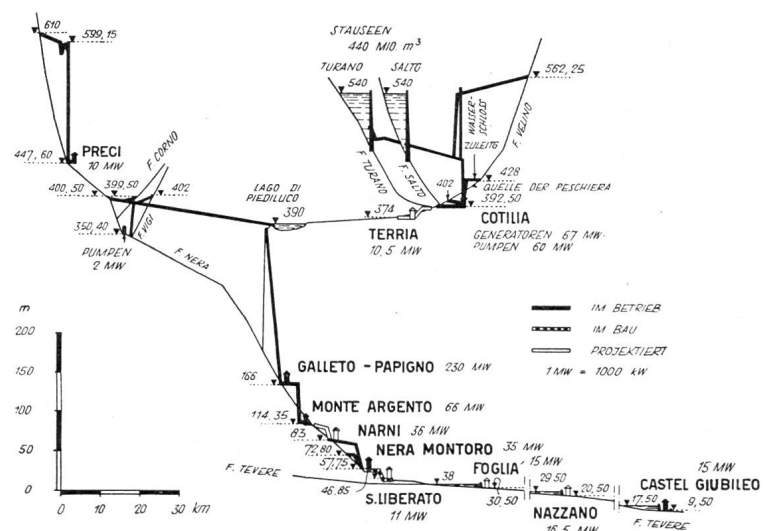 610
599,15
STAUSEEN
440 MIO m³
TURANO SALTO
540 540
562,25
WASSER-
SCHLOSS
ZULEITG
F. VELINO
447,60
PRECI
10 MW
F. CORNO
F. TURANO
F. SALTO
402
428
QUELLE DER PESCHIERA
392,50
400,50
399,50
402
LAGO DI
PIEDILUCO
390
374
TERRIA
10,5 MW
COTILIA
GENERATOREN 67 MW
PUMPEN 60 MW
350,40
F. VIGI
PUMPEN
2 MW
F. NERA
m
200
150
100
50
0
0 10 20 30 km
IM BETRIEB
IM BAU
PROJEKTIERT
1 MW = 1000 kW
166
GALLETO - PAPIGNO 230 MW
114,35
MONTE ARGENTO 66 MW
83
NARNI 36 MW
72,80
NERA MONTORO 35 MW
57,75
F. TEVERE
46,85
S. LIBERATO
11 MW
38
FOGLIA 15 MW
30,50
29,50
20,50
NAZZANO
16,5 MW
15 MW
CASTEL GIUBILEO
17,50
9,50
F. TEVERE